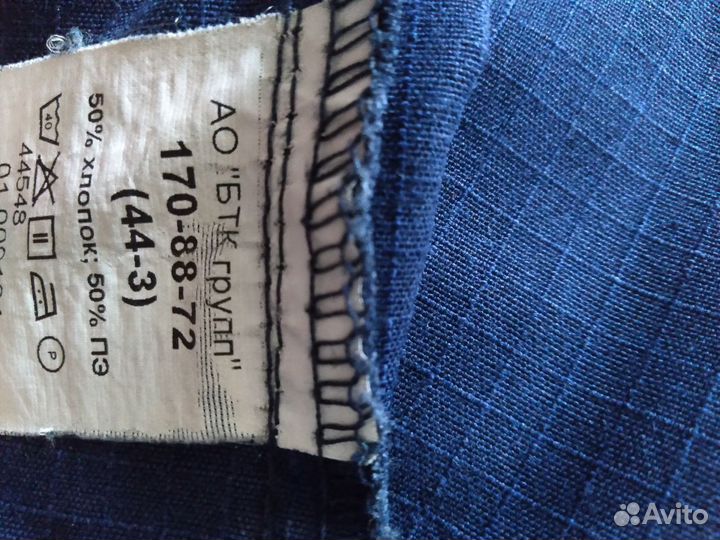 АО "БТК групп"
170-88-72
(44-3)
50% хлопок; 50% ПЭ
40
P
44548
Avito